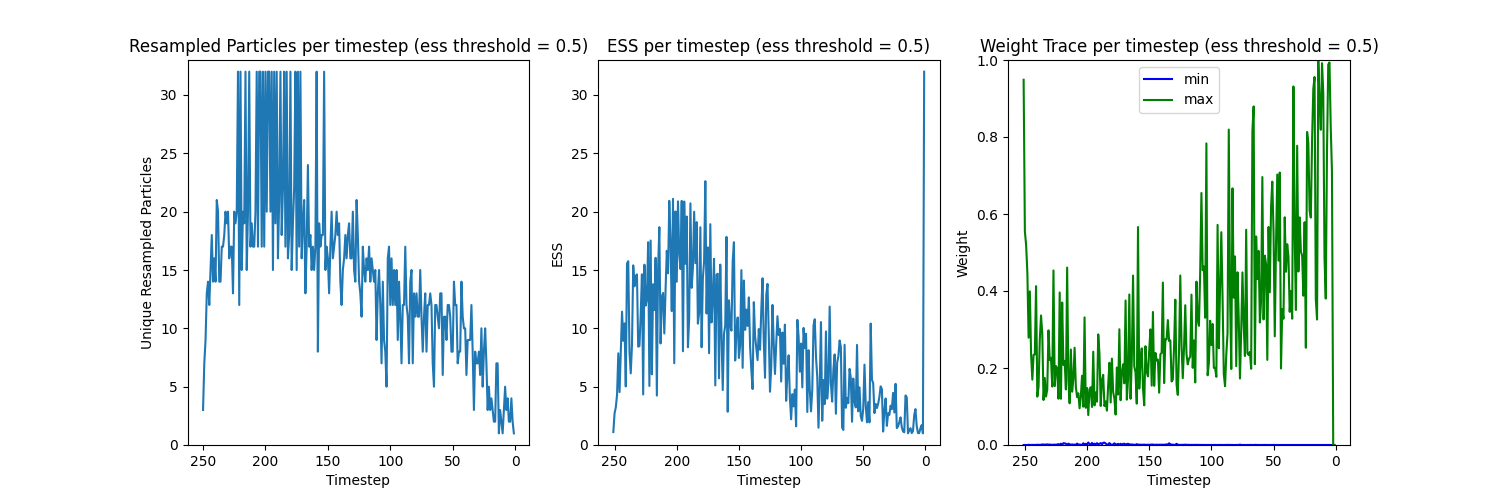 Resampled Particles per timestep (ess threshold = 0.5)
Unique Resampled Particles
30
25
20
15
10
5
0
250 200 150 100 50 0
Timestep
ESS per timestep (ess threshold = 0.5)
ESS
30
25
20
15
10
5
0
250 200 150 100 50 0
Timestep
Weight Trace per timestep (ess threshold = 0.5)
Weight
1.0
0.8
0.6
0.4
0.2
0.0
min
max
250 200 150 100 50 0
Timestep